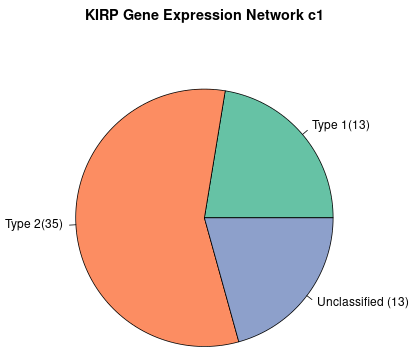 KIRP Gene Expression Network c1
Type 1(13)
Type 2(35)
Unclassified (13)